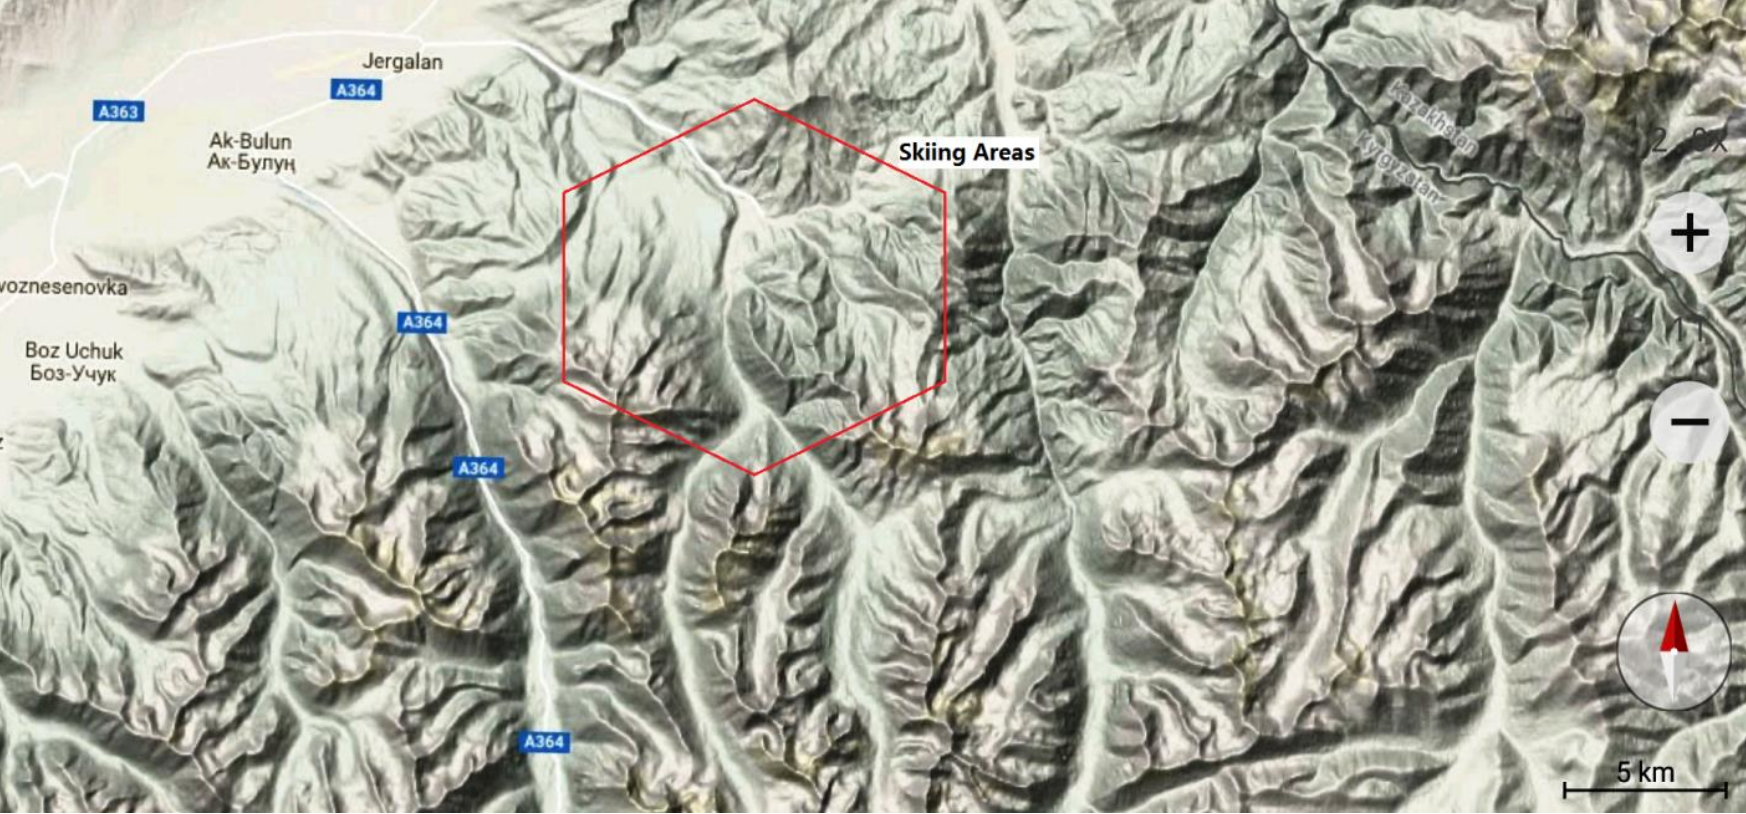 Jergalan
A364
A363
Ak-Bulun
Ак-Булуң
Skiing Areas
Kazakhstan
Kyrgyzstan
voznesenovka
A364
Boz Uchuk
Боз-Учук
A364
A364
5 km
+
−